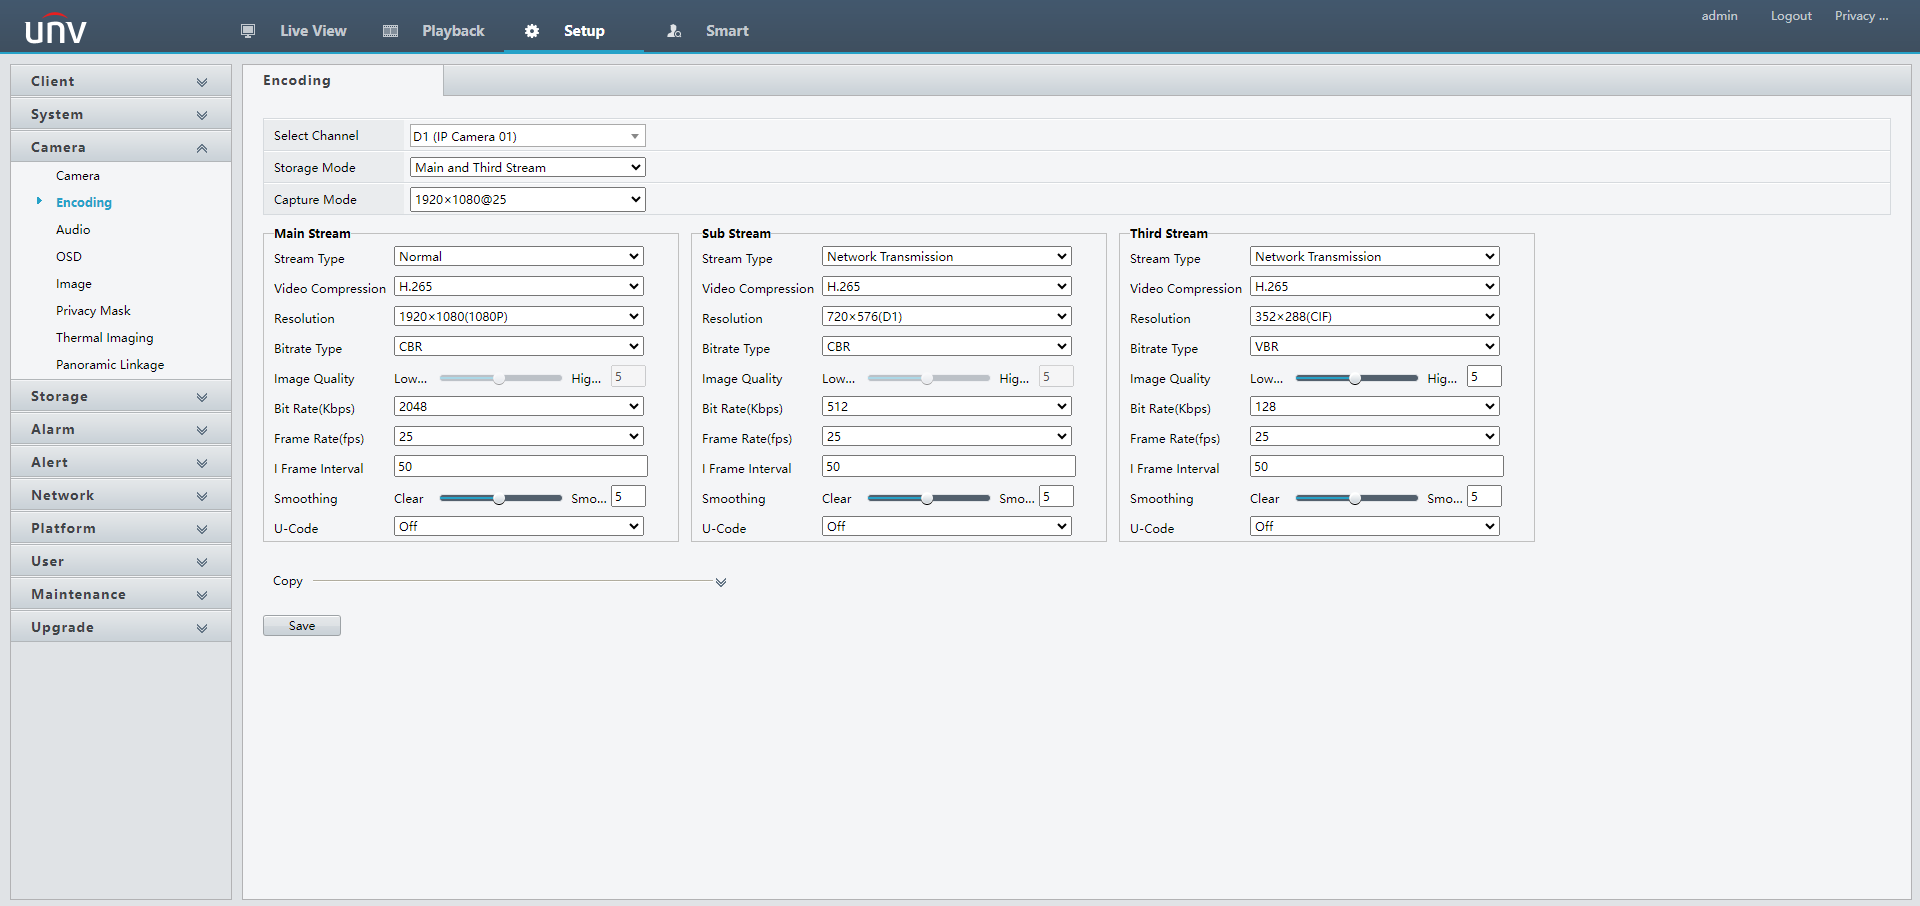 unv
Live View
Playback
Setup
Smart
admin
Logout
Privacy ...
Client
System
Camera
Camera
Encoding
Audio
OSD
Image
Privacy Mask
Thermal Imaging
Panoramic Linkage
Storage
Alarm
Alert
Network
Platform
User
Maintenance
Upgrade
Encoding
Select Channel D1 (IP Camera 01)
Storage Mode Main and Third Stream
Capture Mode 1920×1080@25
Main Stream
Stream Type Normal
Video Compression H.265
Resolution 1920×1080(1080P)
Bitrate Type CBR
Image Quality Low... Hig... 5
Bit Rate(Kbps) 2048
Frame Rate(fps) 25
I Frame Interval 50
Smoothing Clear Smo... 5
U-Code Off
Sub Stream
Stream Type Network Transmission
Video Compression H.265
Resolution 720×576(D1)
Bitrate Type CBR
Image Quality Low... Hig... 5
Bit Rate(Kbps) 512
Frame Rate(fps) 25
I Frame Interval 50
Smoothing Clear Smo... 5
U-Code Off
Third Stream
Stream Type Network Transmission
Video Compression H.265
Resolution 352×288(CIF)
Bitrate Type VBR
Image Quality Low... Hig... 5
Bit Rate(Kbps) 128
Frame Rate(fps) 25
I Frame Interval 50
Smoothing Clear Smo... 5
U-Code Off
Copy
Save